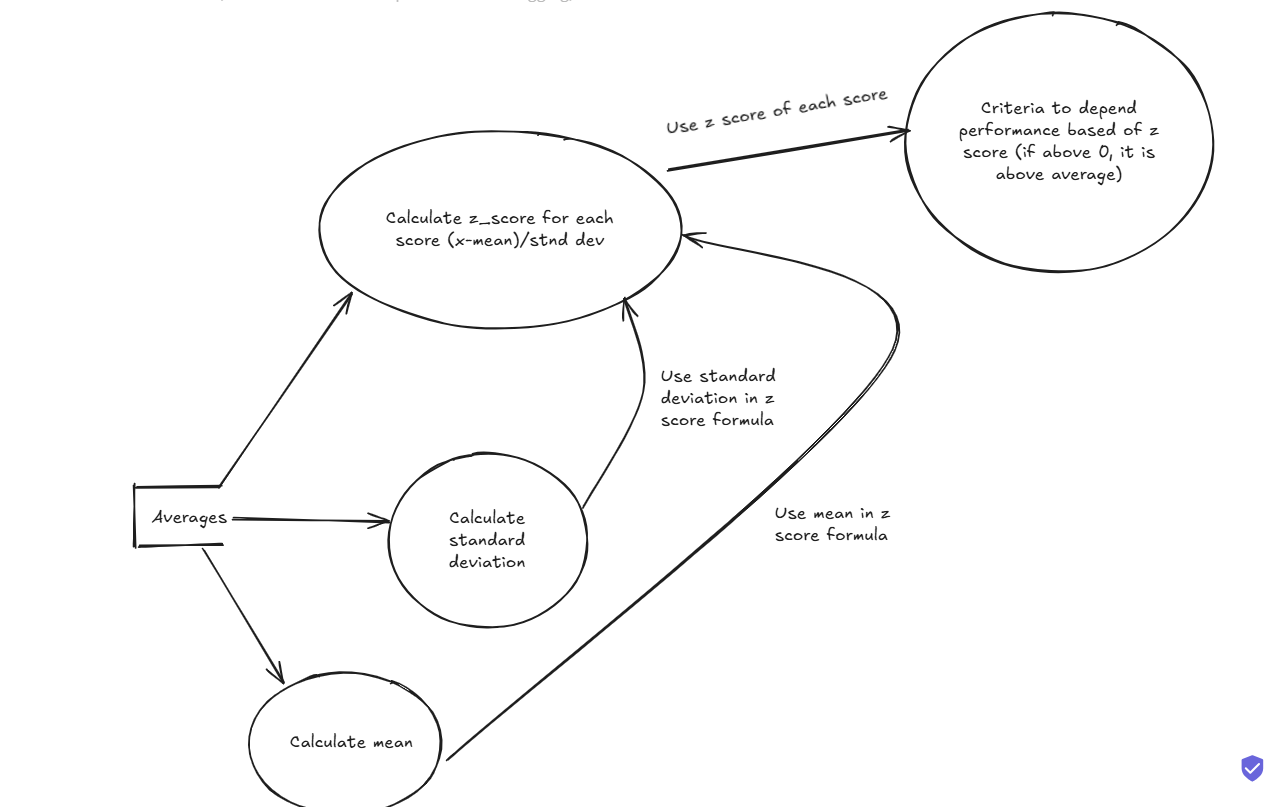 Use z score of each score
Criteria to depend
performance based of z
score (if above 0, it is
above average)
Calculate z_score for each
score (x-mean)/stnd dev
Use standard
deviation in z
score formula
Averages
Calculate
standard
deviation
Use mean in z
score formula
Calculate mean